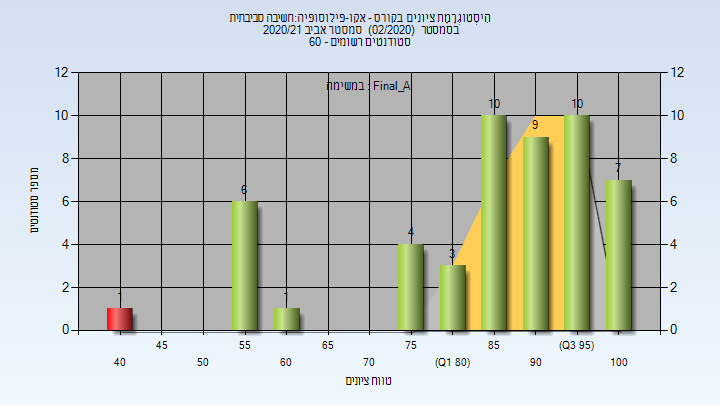 היסטוגרמת ציונים בקורס - אקו-פילוסופיה:חשיבה סביבתית
בסמסטר (02/2020) סמסטר אביב 2020/21
סטודנטים רשומים - 60
במשימה : Final_A
12 12
10 10
8 8
6 6
4 4
2 2
0 0
מספר סטודנטים
1 6 1 4 3 10 9 10 7
45 55 65 75 85 (Q3 95)
40 50 60 70 (Q1 80) 90 100
טווח ציונים